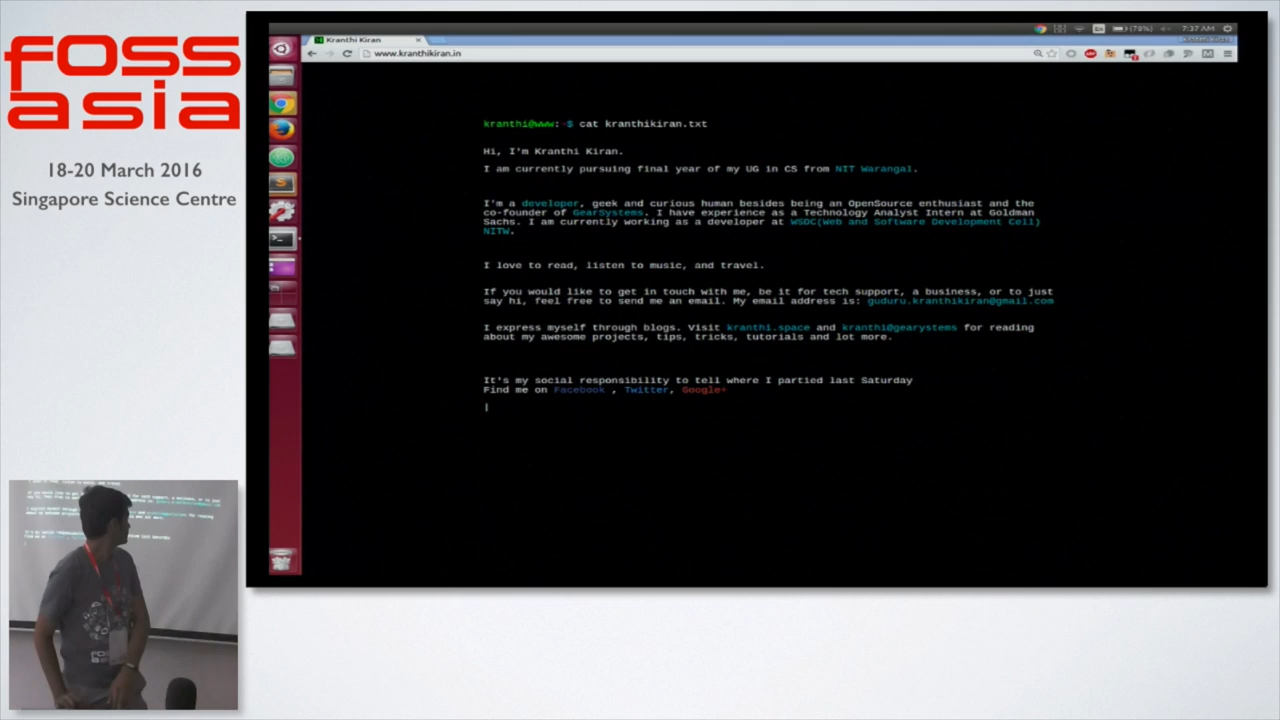 foss
asia
18-20 March 2016
Singapore Science Centre
Kranthi Kiran
(79%)
7:37 AM
www.kranthikiran.in
kranthi@www:~$ cat kranthikiran.txt
Hi, I'm Kranthi Kiran.
I am currently pursuing final year of my UG in CS from NIT Warangal.
I'm a developer, geek and curious human besides being an OpenSource enthusiast and the
co-founder of GearSystems. I have experience as a Technology Analyst Intern at Goldman
Sachs. I am currently working as a developer at WSDC(Web and Software Development Cell)
NITW.
I love to read, listen to music, and travel.
If you would like to get in touch with me, be it for tech support, a business, or to just
say hi, feel free to send me an email. My email address is: guduru.kranthikiran@gmail.com
I express myself through blogs. Visit kranthi.space and kranthi@gearystems for reading
about my awesome projects, tips, tricks, tutorials and lot more.
It's my social responsibility to tell where I partied last Saturday
Find me on Facebook , Twitter, Google+